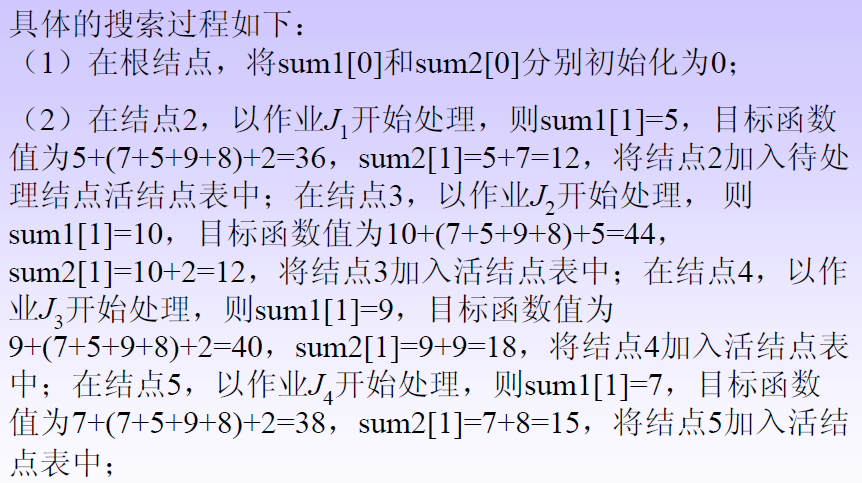 具体的搜索过程如下：
（1）在根结点，将sum1[0]和sum2[0]分别初始化为0；
（2）在结点2，以作业J1开始处理，则sum1[1]=5，目标函数
值为5+(7+5+9+8)+2=36，sum2[1]=5+7=12，将结点2加入待处
理结点活结点表中；在结点3，以作业J2开始处理， 则
sum1[1]=10，目标函数值为10+(7+5+9+8)+5=44，
sum2[1]=10+2=12，将结点3加入活结点表中；在结点4，以作
业J3开始处理，则sum1[1]=9，目标函数值为
9+(7+5+9+8)+2=40，sum2[1]=9+9=18，将结点4加入活结点表
中；在结点5，以作业J4开始处理，则sum1[1]=7，目标函数
值为7+(7+5+9+8)+2=38，sum2[1]=7+8=15，将结点5加入活结
点表中；